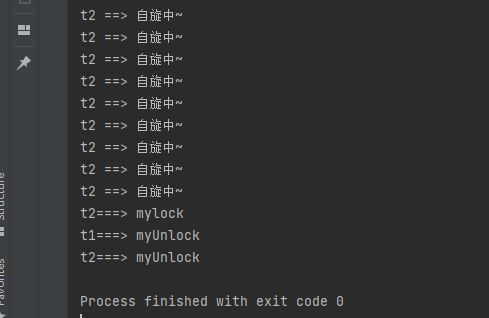 t2 ==> 自旋中~
t2 ==> 自旋中~
t2 ==> 自旋中~
t2 ==> 自旋中~
t2 ==> 自旋中~
t2 ==> 自旋中~
t2 ==> 自旋中~
t2 ==> 自旋中~
t2 ==> 自旋中~
t2===> mylock
t1===> myUnlock
t2===> myUnlock
Process finished with exit code 0
Structure
Favorites